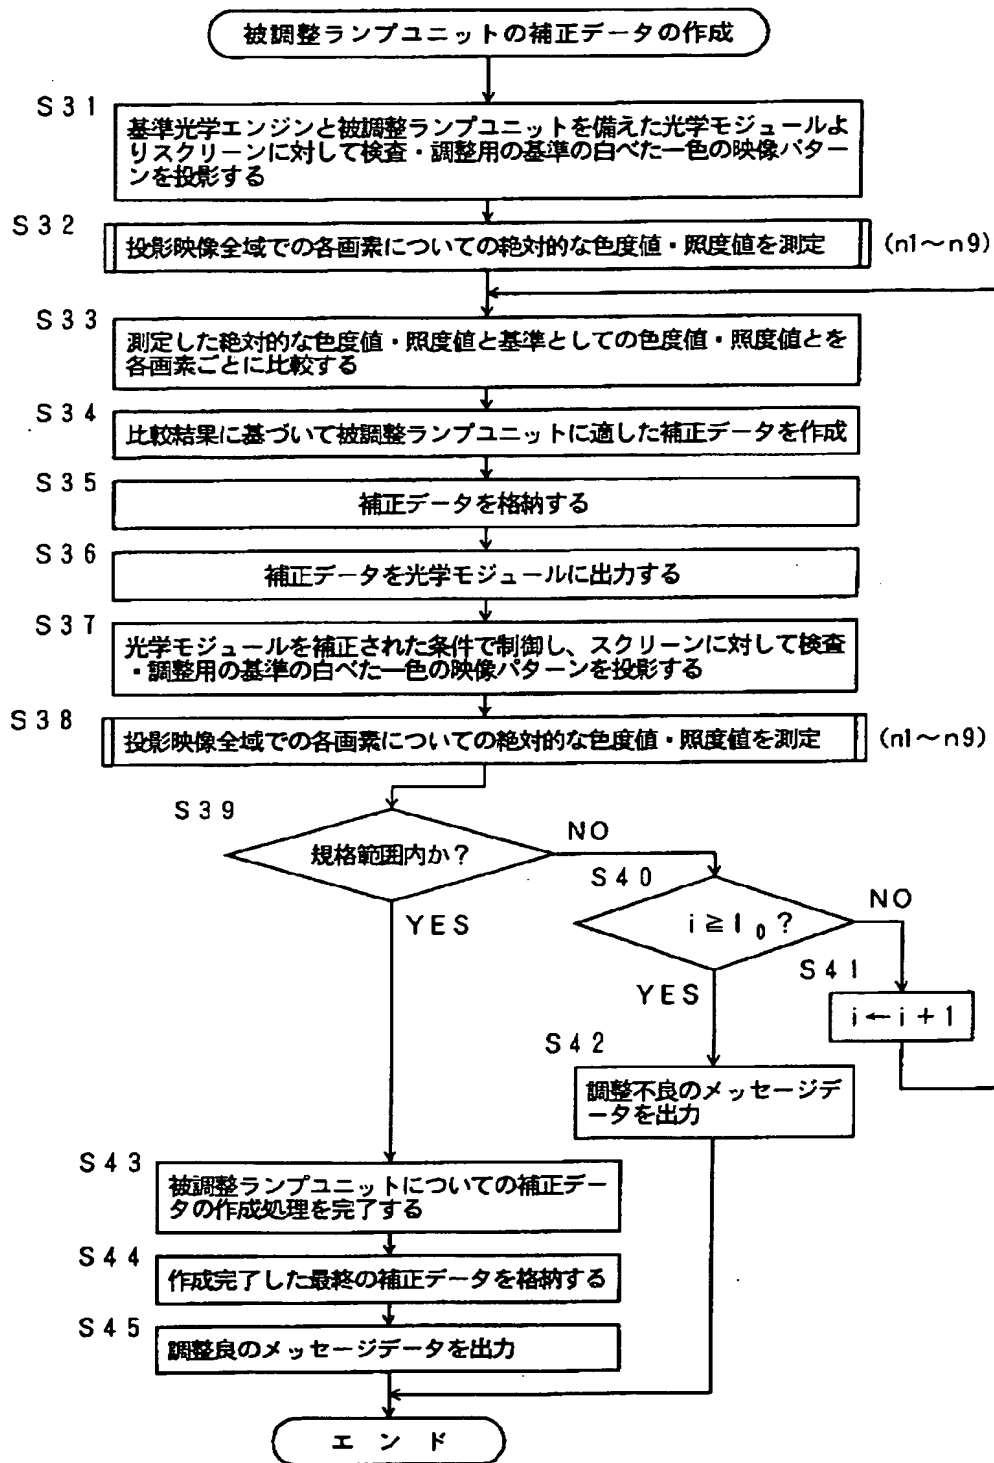 被調整ランプユニットの補正データの作成
S31
基準光学エンジンと被調整ランプユニットを備えた光学モジュールよ
りスクリーンに対して検査・調整用の基準の白べた一色の映像パター
ンを投影する
S32
投影映像全域での各画素についての絶対的な色度値・照度値を測定
(n1～n9)
S33
測定した絶対的な色度値・照度値と基準としての色度値・照度値とを
各画素ごとに比較する
S34
比較結果に基づいて被調整ランプユニットに適した補正データを作成
S35
補正データを格納する
S36
補正データを光学モジュールに出力する
S37
光学モジュールを補正された条件で制御し、スクリーンに対して検査
・調整用の基準の白べた一色の映像パターンを投影する
S38
投影映像全域での各画素についての絶対的な色度値・照度値を測定
(n1～n9)
S39
規格範囲内か？
NO
YES
S40
i≧I0？
NO
YES
S41
i←i+1
S42
調整不良のメッセージデ
ータを出力
S43
被調整ランプユニットについての補正デー
タの作成処理を完了する
S44
作成完了した最終の補正データを格納する
S45
調整良のメッセージデータを出力
エンド